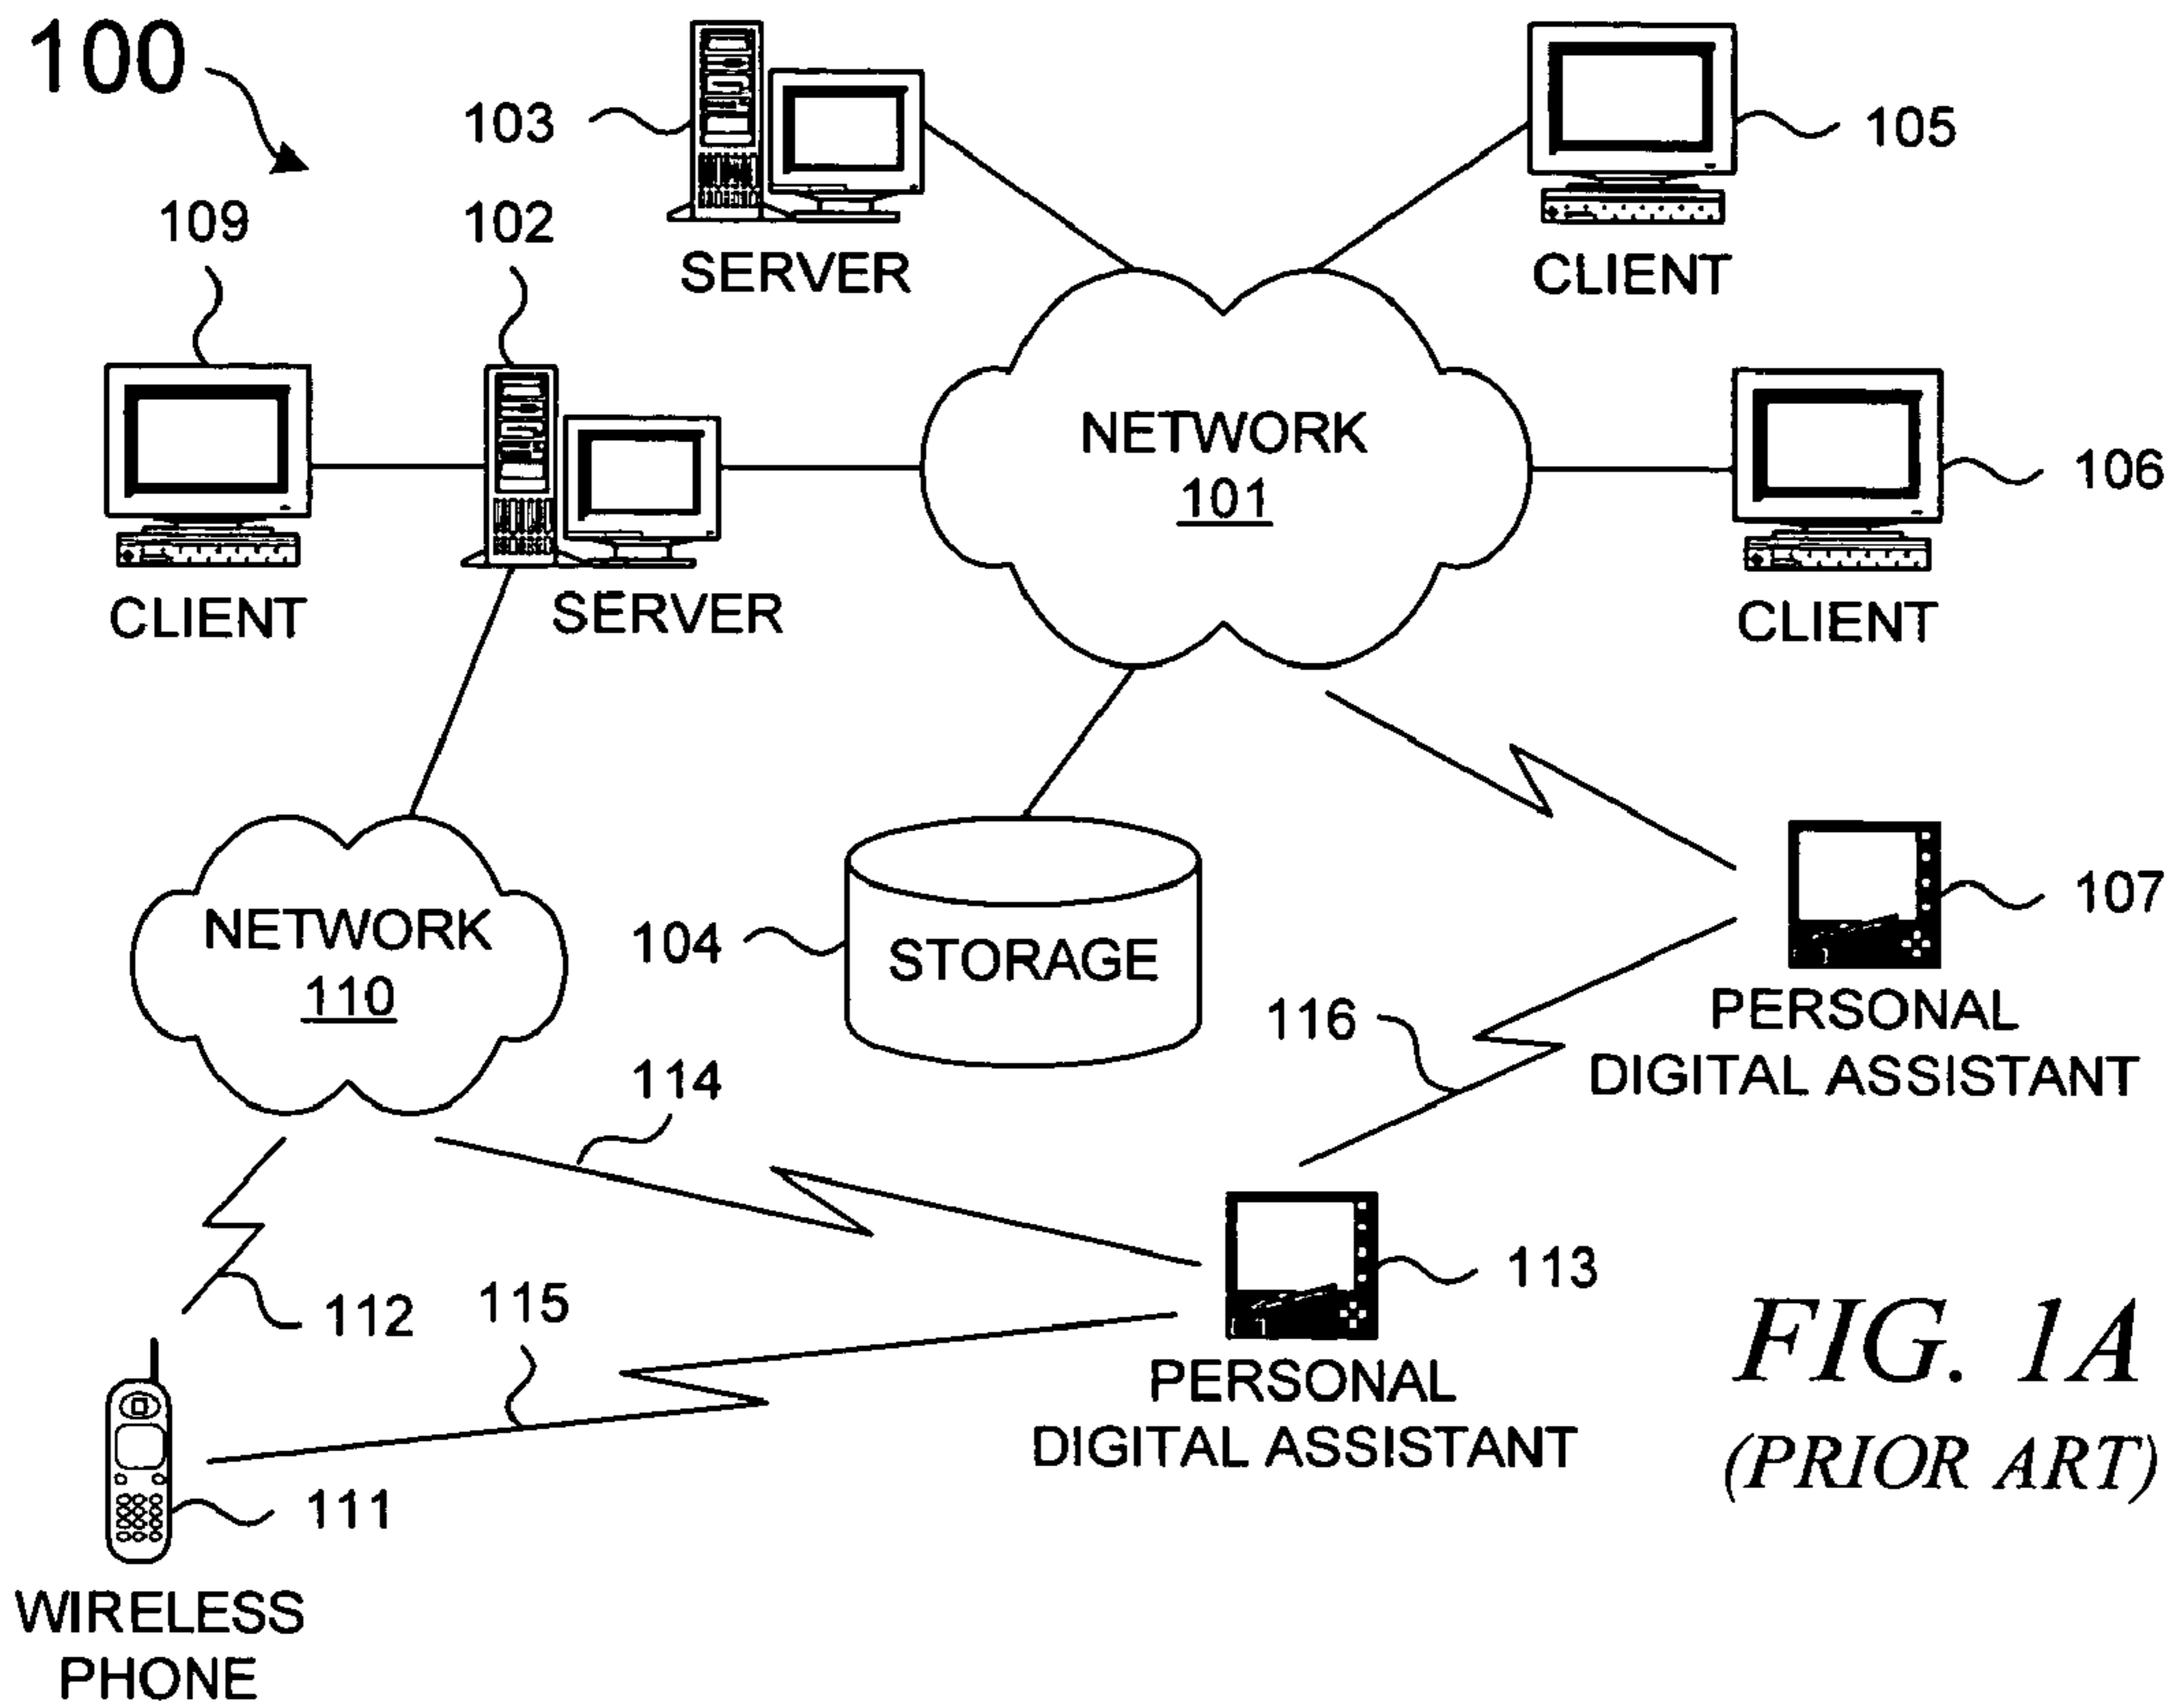 100
103
105
109
102
SERVER
CLIENT
NETWORK
101
106
CLIENT
SERVER
CLIENT
NETWORK
110
104
STORAGE
107
116
PERSONAL
DIGITAL ASSISTANT
114
113
112
115
PERSONAL
DIGITAL ASSISTANT
111
WIRELESS
PHONE
FIG. 1A
(PRIOR ART)